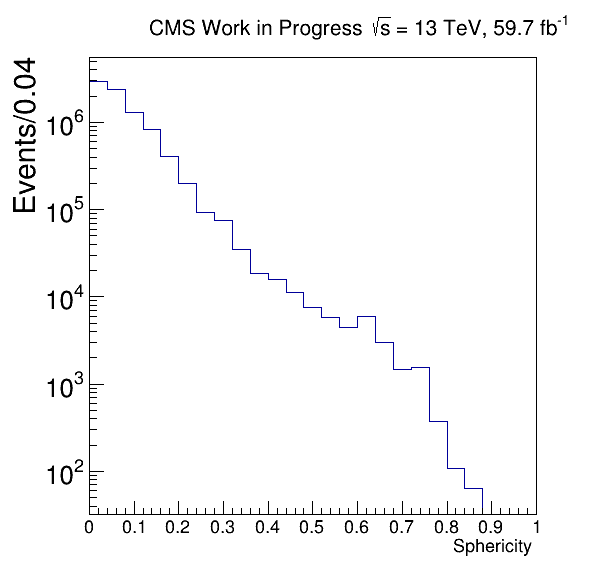 CMS Work in Progress √s = 13 TeV, 59.7 fb⁻¹
Events/0.04
10⁶
10⁵
10⁴
10³
10²
0 0.1 0.2 0.3 0.4 0.5 0.6 0.7 0.8 0.9 1
Sphericity